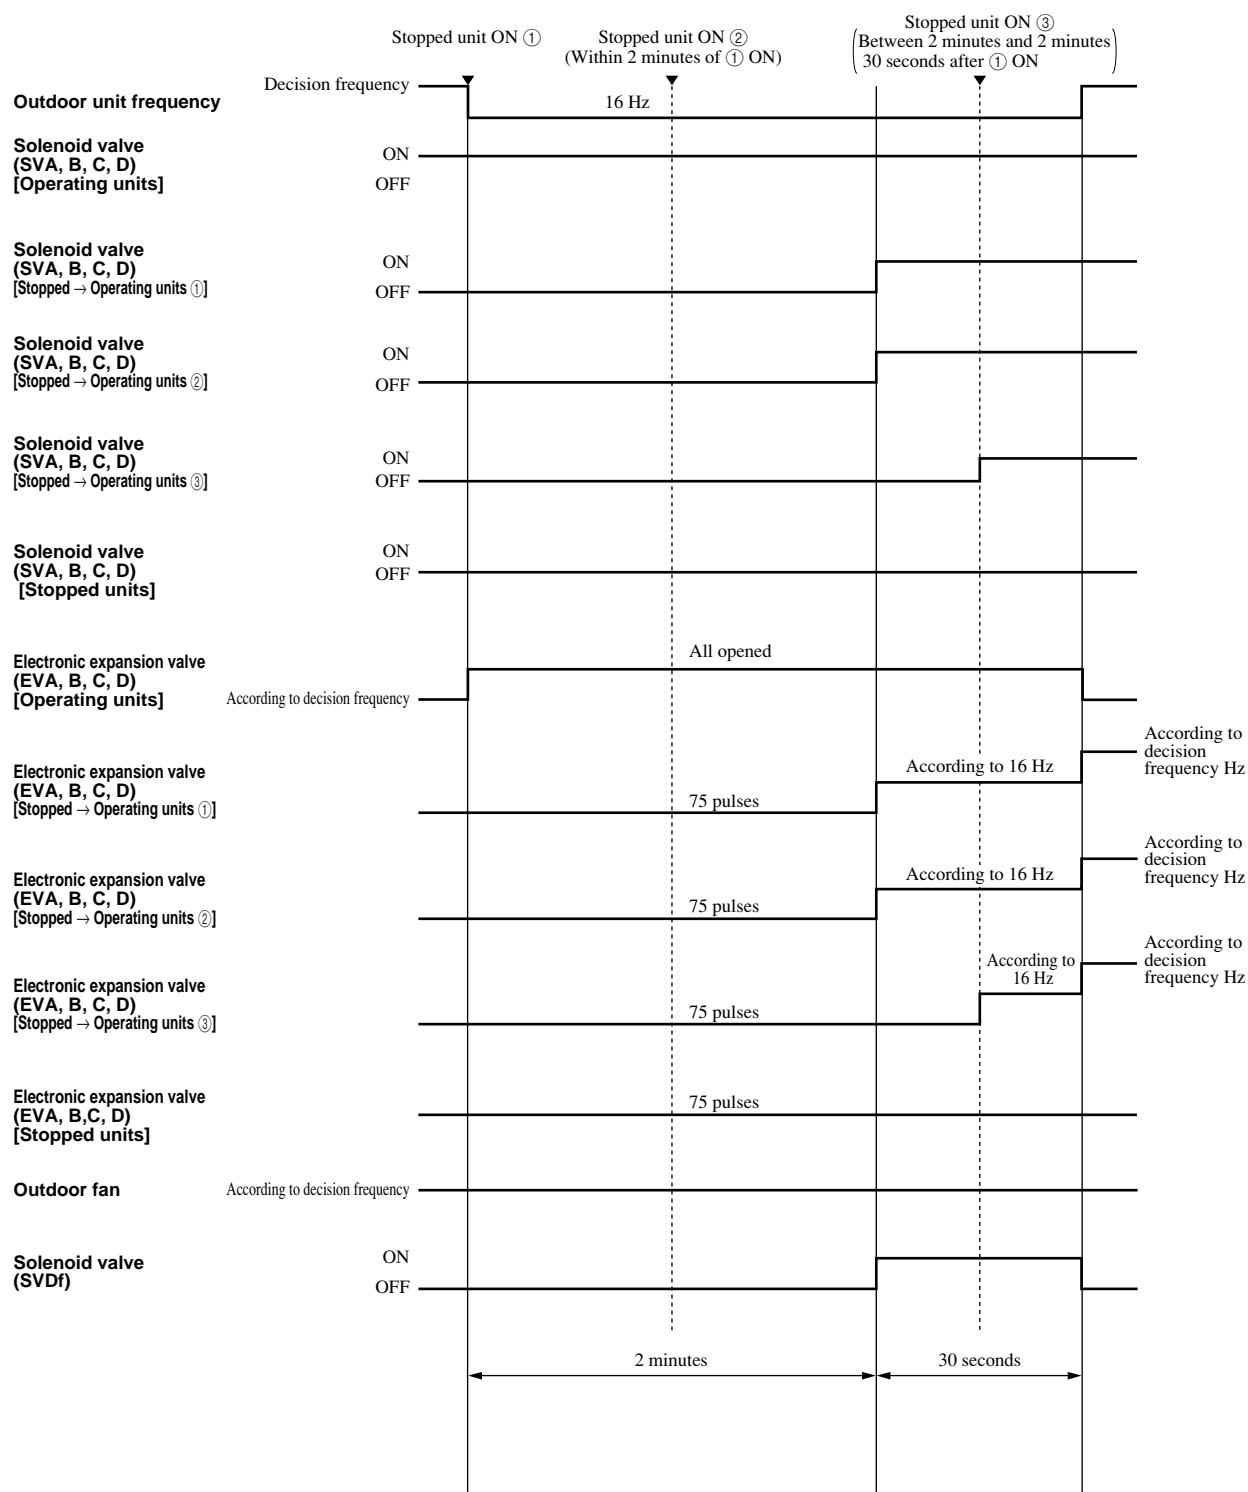 Stopped unit ON ①
Stopped unit ON ②
(Within 2 minutes of ① ON)
Stopped unit ON ③
(Between 2 minutes and 2 minutes
30 seconds after ① ON)
Outdoor unit frequency
Decision frequency
16 Hz
Solenoid valve
(SVA, B, C, D)
[Operating units]
ON
OFF
Solenoid valve
(SVA, B, C, D)
[Stopped → Operating units ①]
ON
OFF
Solenoid valve
(SVA, B, C, D)
[Stopped → Operating units ②]
ON
OFF
Solenoid valve
(SVA, B, C, D)
[Stopped → Operating units ③]
ON
OFF
Solenoid valve
(SVA, B, C, D)
[Stopped units]
ON
OFF
Electronic expansion valve
(EVA, B, C, D)
[Operating units]
According to decision frequency
All opened
Electronic expansion valve
(EVA, B, C, D)
[Stopped → Operating units ①]
75 pulses
According to 16 Hz
According to
decision
frequency Hz
Electronic expansion valve
(EVA, B, C, D)
[Stopped → Operating units ②]
75 pulses
According to 16 Hz
According to
decision
frequency Hz
Electronic expansion valve
(EVA, B, C, D)
[Stopped → Operating units ③]
75 pulses
According to
16 Hz
According to
decision
frequency Hz
Electronic expansion valve
(EVA, B,C, D)
[Stopped units]
75 pulses
Outdoor fan
According to decision frequency
Solenoid valve
(SVDf)
ON
OFF
2 minutes
30 seconds